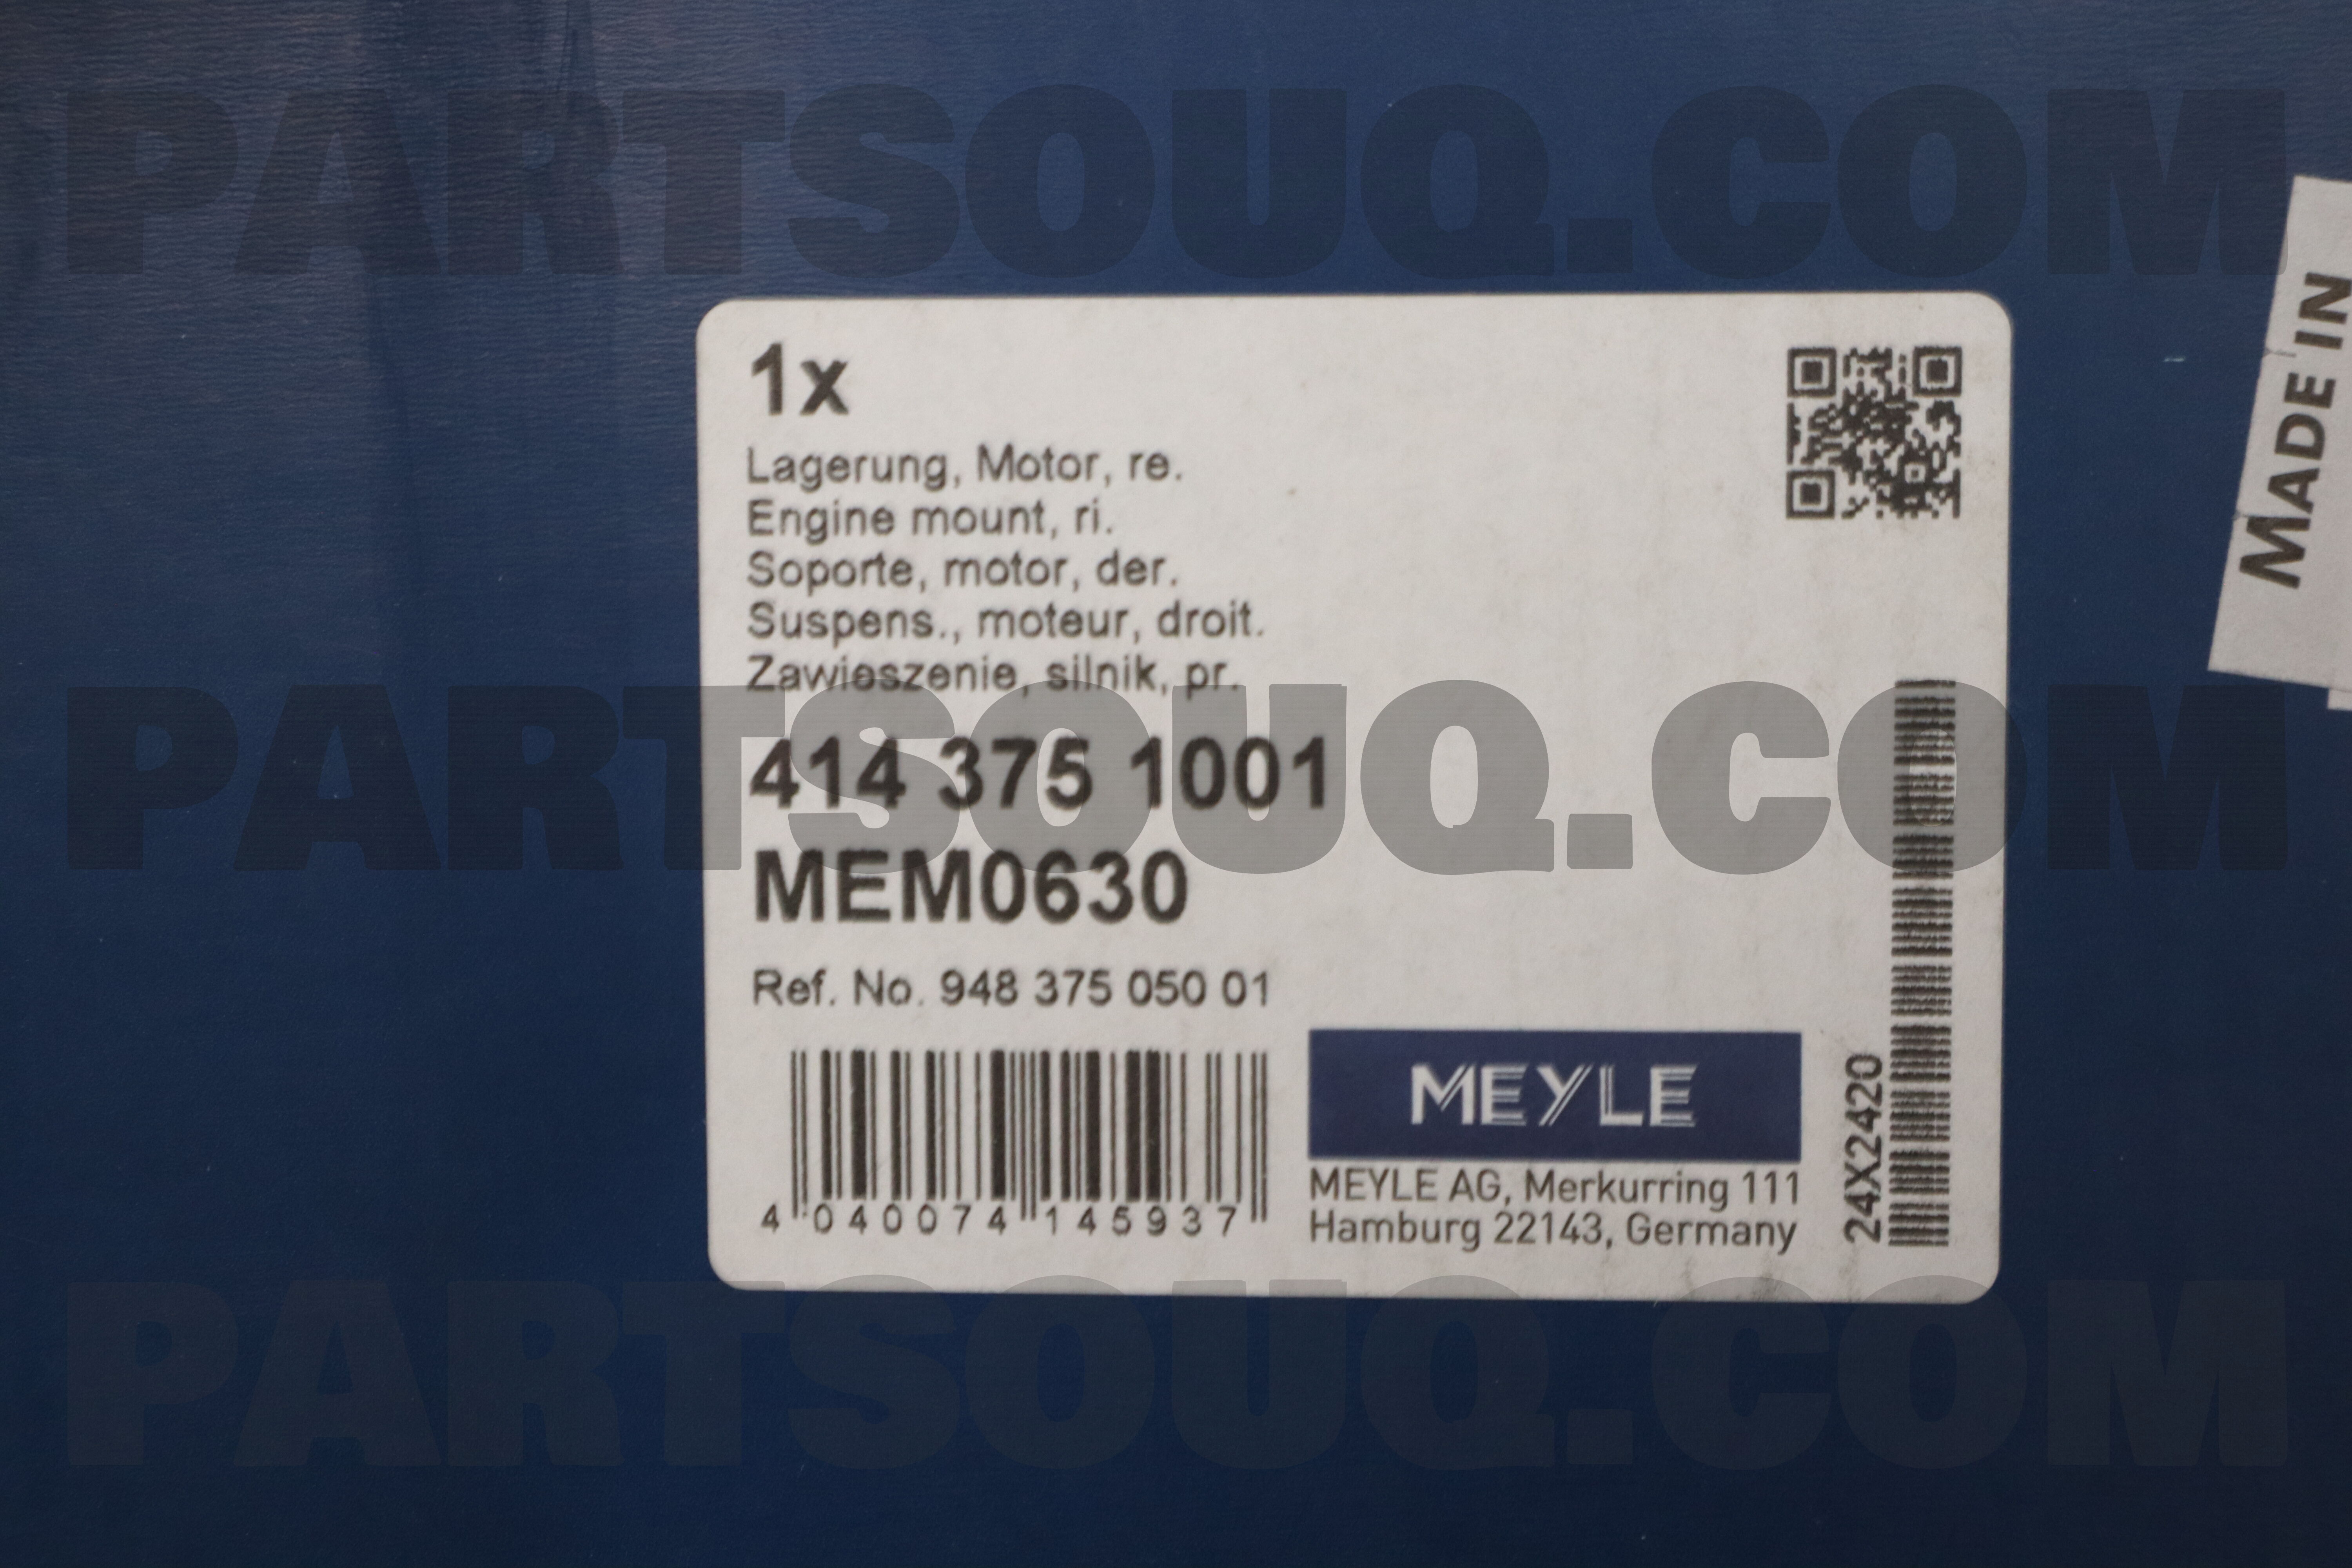 PARTSOUQ.COM
1x
Lagerung, Motor, re.
Engine mount, ri.
Soporte, motor, der.
Suspens., moteur, droit.
Zawieszenie, silnik, pr.
PARTSOUQ.COM
414 375 1001
MEM0630
Ref. No. 948 375 050 01
4 040074 145937
MEYLE
MEYLE AG, Merkurring 111
Hamburg 22143, Germany
24X2420
MADE IN
PARTSOUQ.COM